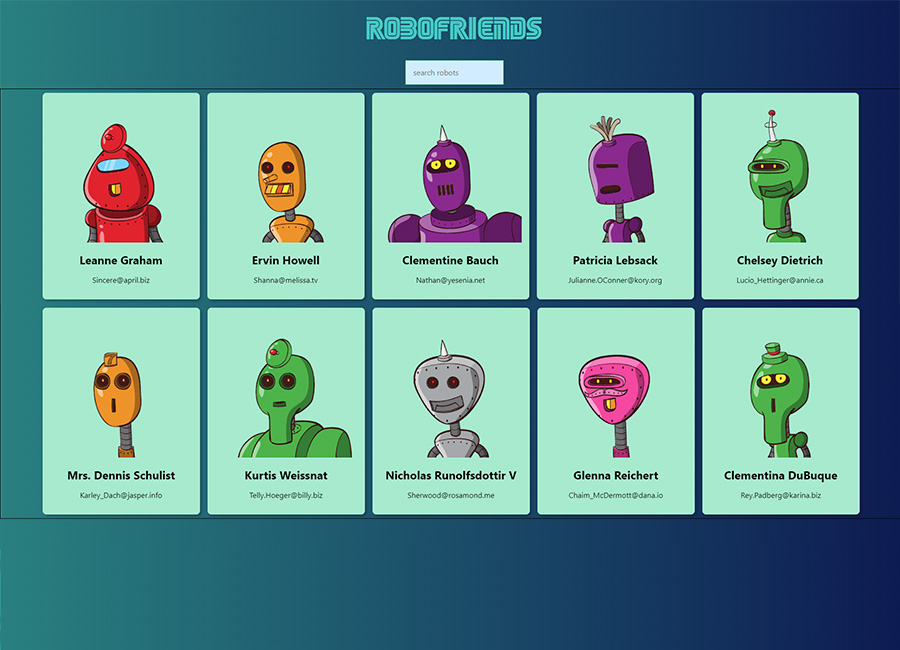 ROBOFRIENDS
search robots
Leanne Graham
Sincere@april.biz
Ervin Howell
Shanna@melissa.tv
Clementine Bauch
Nathan@yesenia.net
Patricia Lebsack
Julianne.OConner@kory.org
Chelsey Dietrich
Lucio_Hettinger@annie.ca
Mrs. Dennis Schulist
Karley_Dach@jasper.info
Kurtis Weissnat
Telly.Hoeger@billy.biz
Nicholas Runolfsdottir V
Sherwood@rosamond.me
Glenna Reichert
Chaim_McDermott@dana.io
Clementina DuBuque
Rey.Padberg@karina.biz